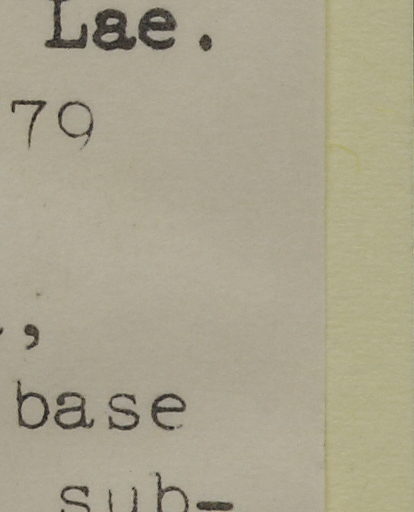 Lae.
79
,
base
sub-